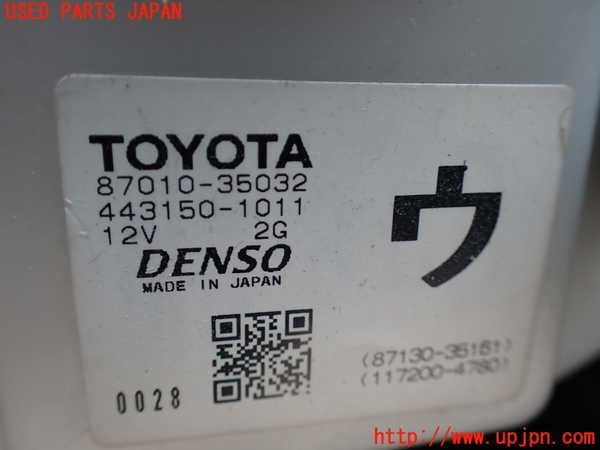 USED PARTS JAPAN
TOYOTA
87010-35032
443150-1011
12V 2G
DENSO
MADE IN JAPAN
ウ
(87130-35161)
(117200-4780)
0028
http://www.upjpn.com